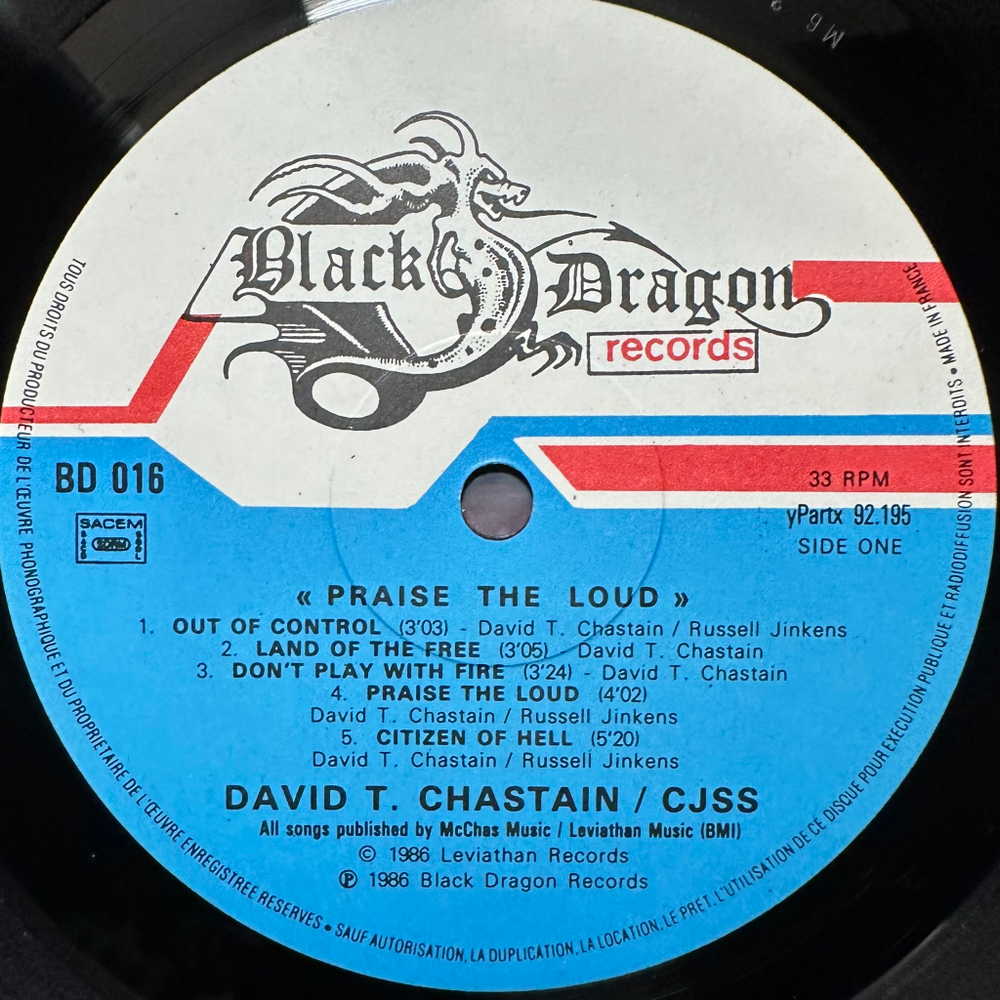 Black Dragon
records
BD 016
SACEM
33 RPM
yPartx 92.195
SIDE ONE
« PRAISE THE LOUD »
1. OUT OF CONTROL (3'03) - David T. Chastain / Russell Jinkens
2. LAND OF THE FREE (3'05) - David T. Chastain
3. DON'T PLAY WITH FIRE (3'24) - David T. Chastain
4. PRAISE THE LOUD (4'02)
David T. Chastain / Russell Jinkens
5. CITIZEN OF HELL (5'20)
David T. Chastain / Russell Jinkens
DAVID T. CHASTAIN / CJSS
All songs published by McChas Music / Leviathan Music (BMI)
© 1986 Leviathan Records
℗ 1986 Black Dragon Records
TOUS DROITS DU PRODUCTEUR DE L'ŒUVRE PHONOGRAPHIQUE ET DU PROPRIETAIRE DE L'ŒUVRE ENREGISTREE RESERVES • SAUF AUTORISATION, LA DUPLICATION, LA LOCATION, LE PRET, L'UTILISATION DE CE DISQUE POUR EXECUTION PUBLIQUE ET RADIODIFFUSION SONT INTERDITS • MADE IN FRANCE